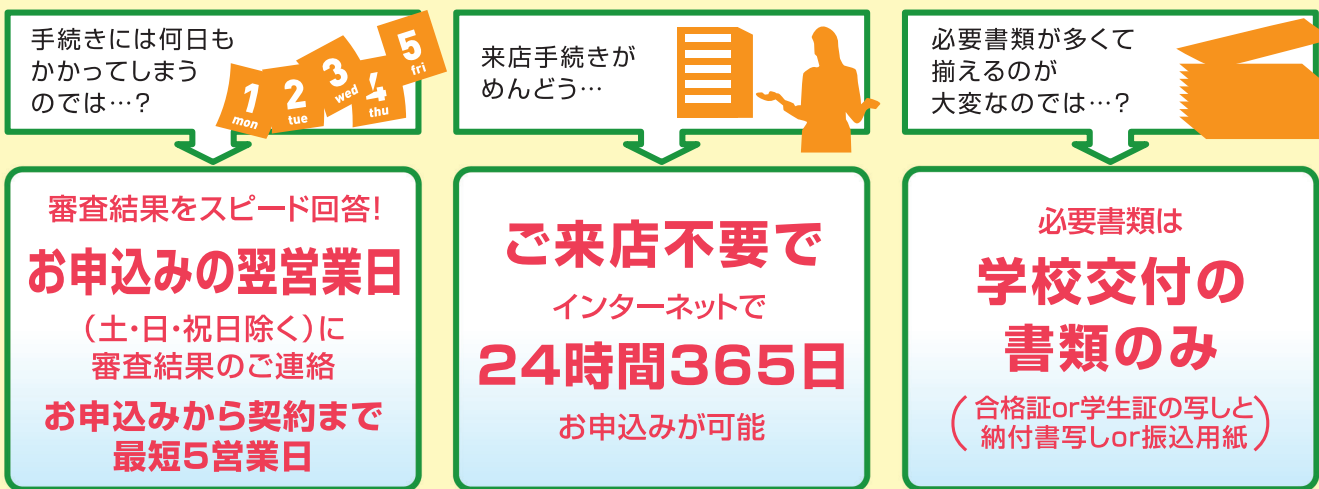 手続きには何日も
かかってしまう
のでは…？
1
mon
2
tue
3
wed
4
thu
5
fri
審査結果をスピード回答!
お申込みの翌営業日
（土・日・祝日除く）に
審査結果のご連絡
お申込みから契約まで
最短5営業日
来店手続きが
めんどう…
ご来店不要で
インターネットで
24時間365日
お申込みが可能
必要書類が多くて
揃えるのが
大変なのでは…？
必要書類は
学校交付の
書類のみ
（合格証or学生証の写しと
納付書写しor振込用紙）